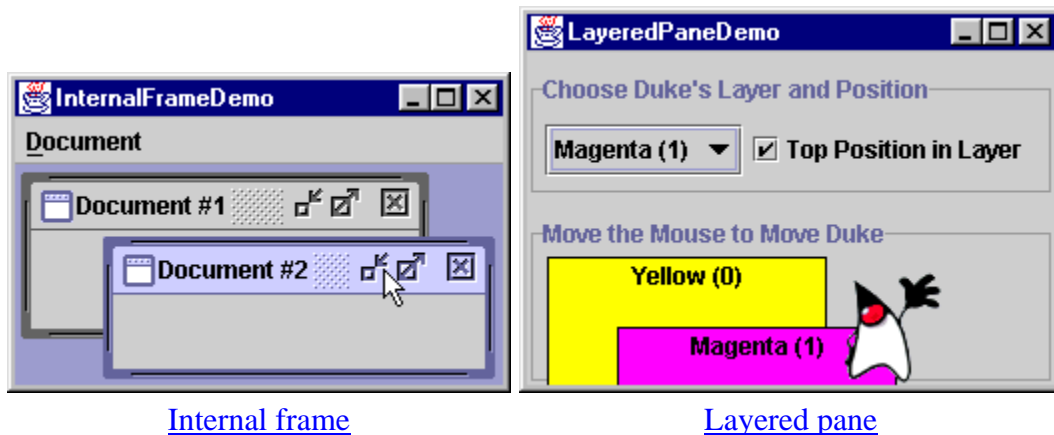 InternalFrameDemo
Document
Document #1
Document #2
Internal frame
LayeredPaneDemo
Choose Duke's Layer and Position
Magenta (1)
Top Position in Layer
Move the Mouse to Move Duke
Yellow (0)
Magenta (1)
Layered pane